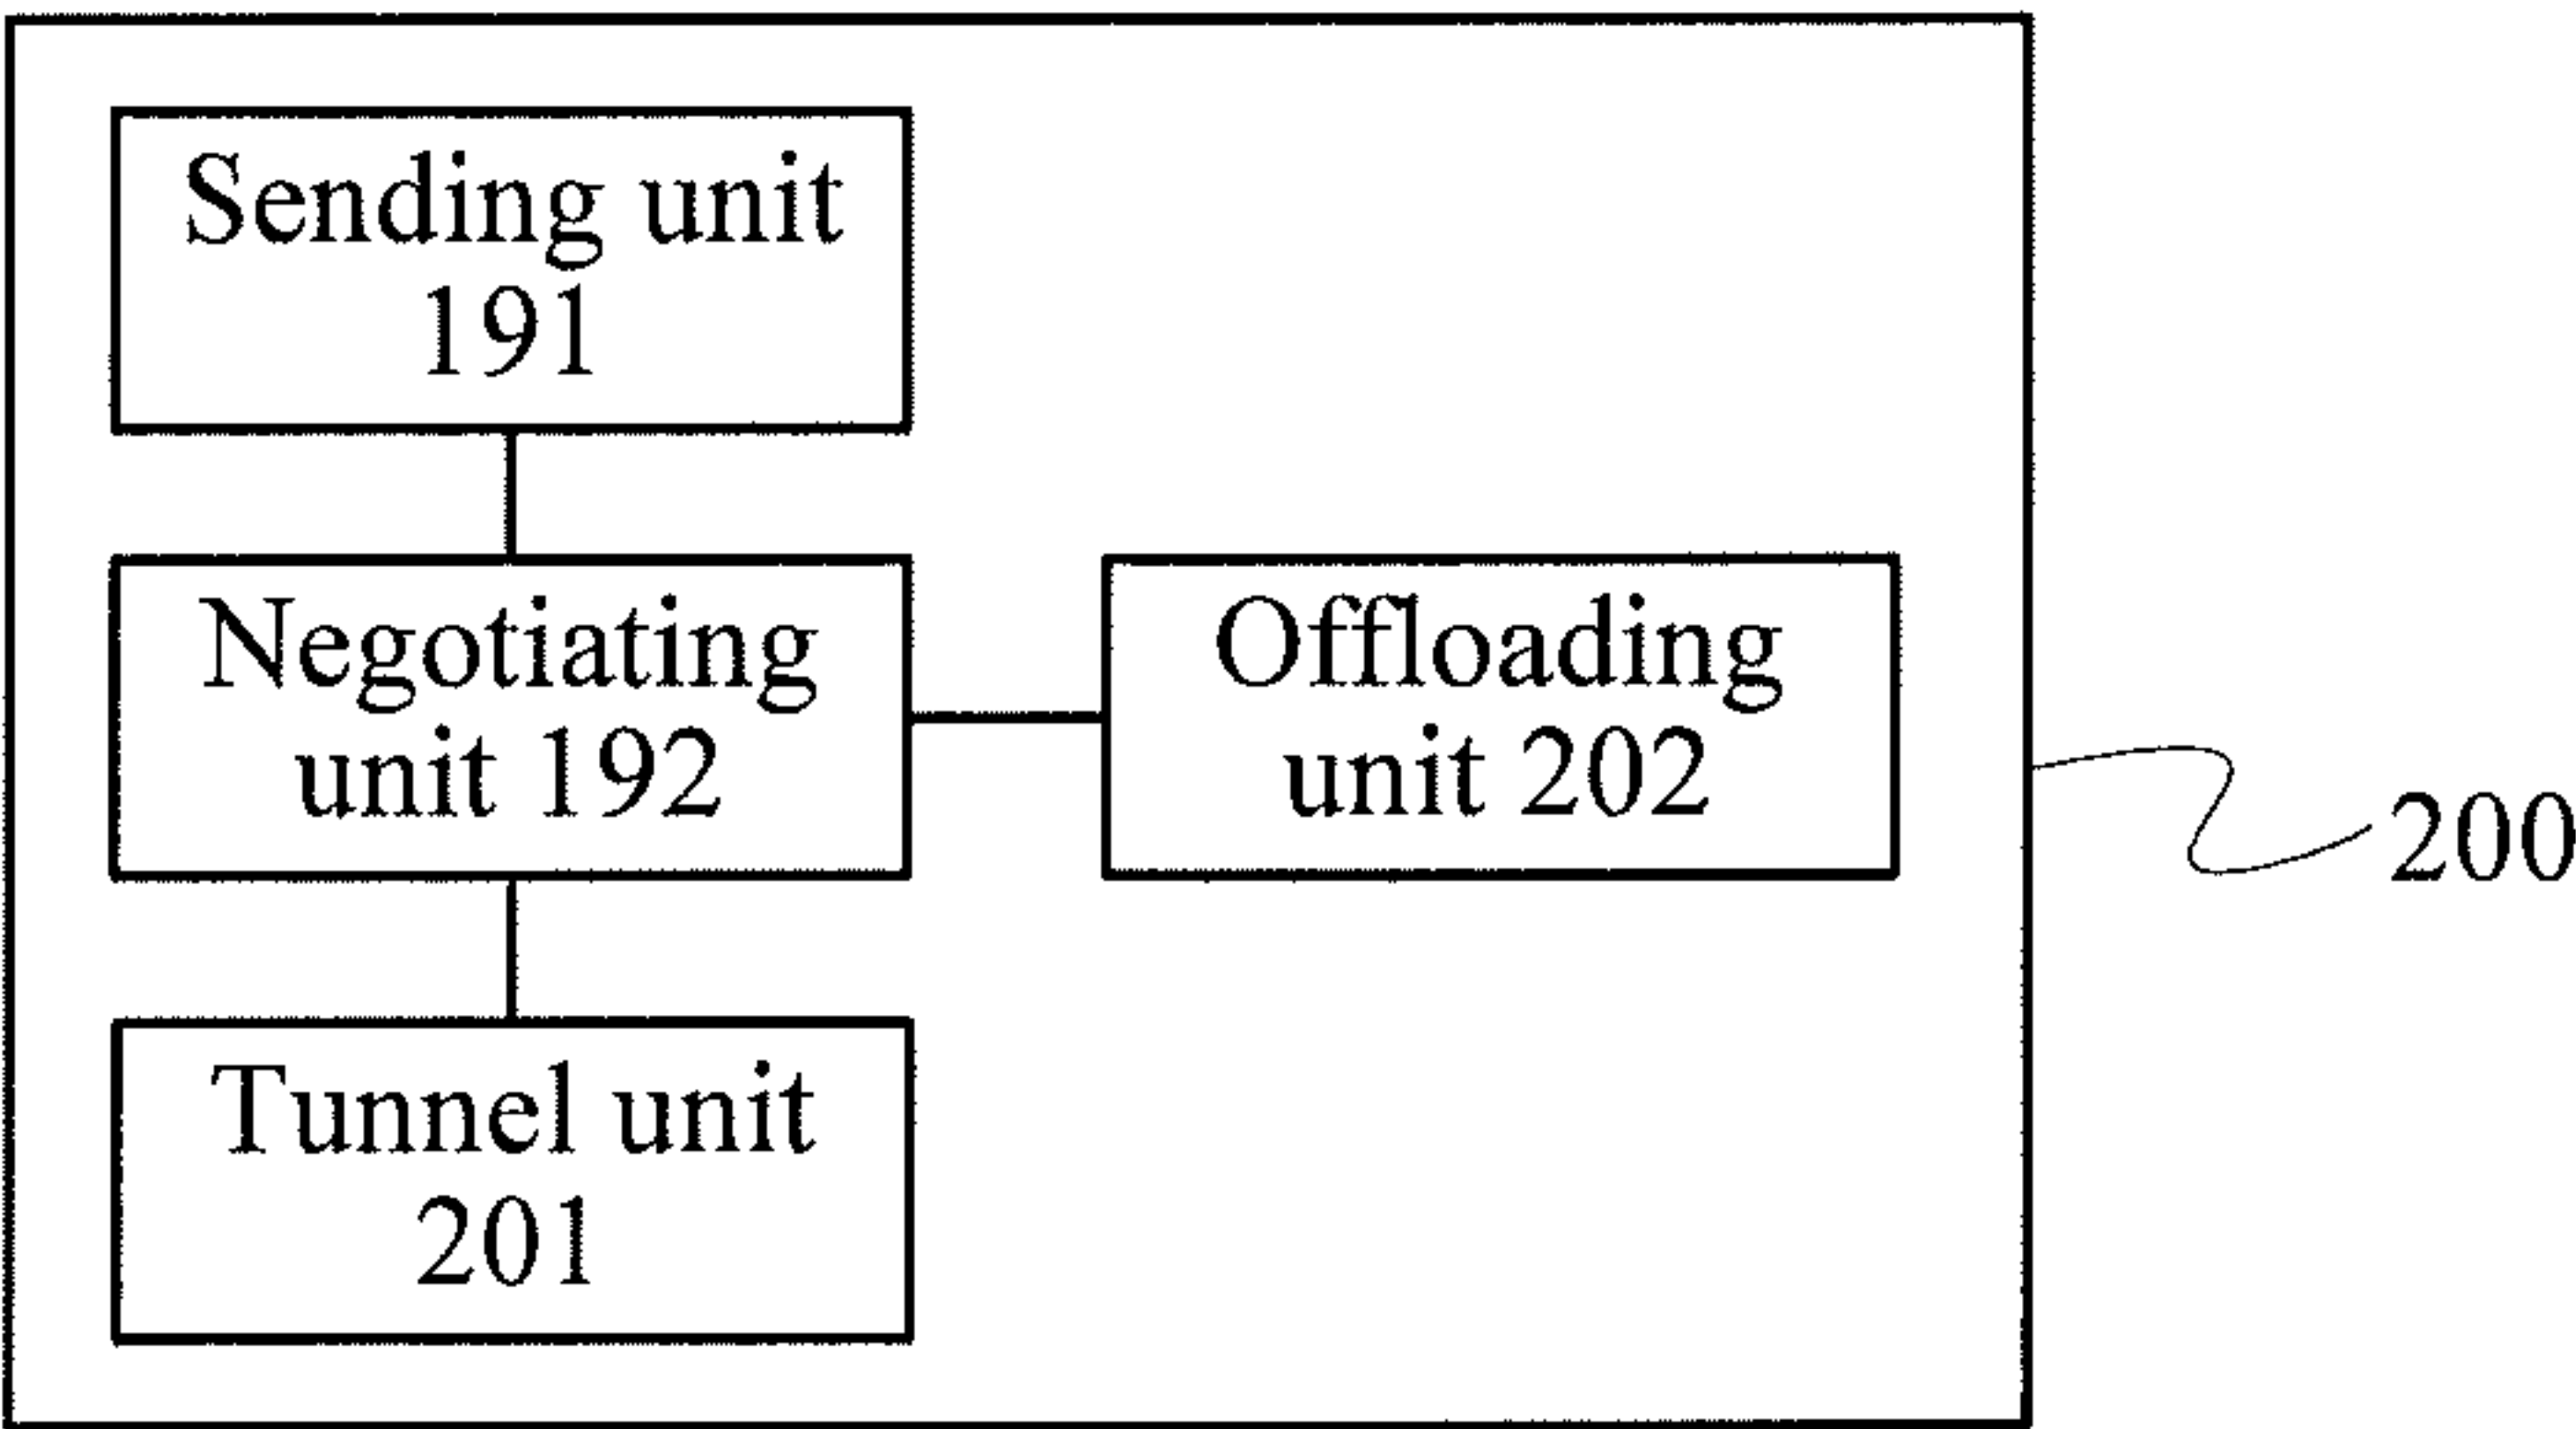 Sending unit
191
Negotiating
unit 192
Offloading
unit 202
200
Tunnel unit
201